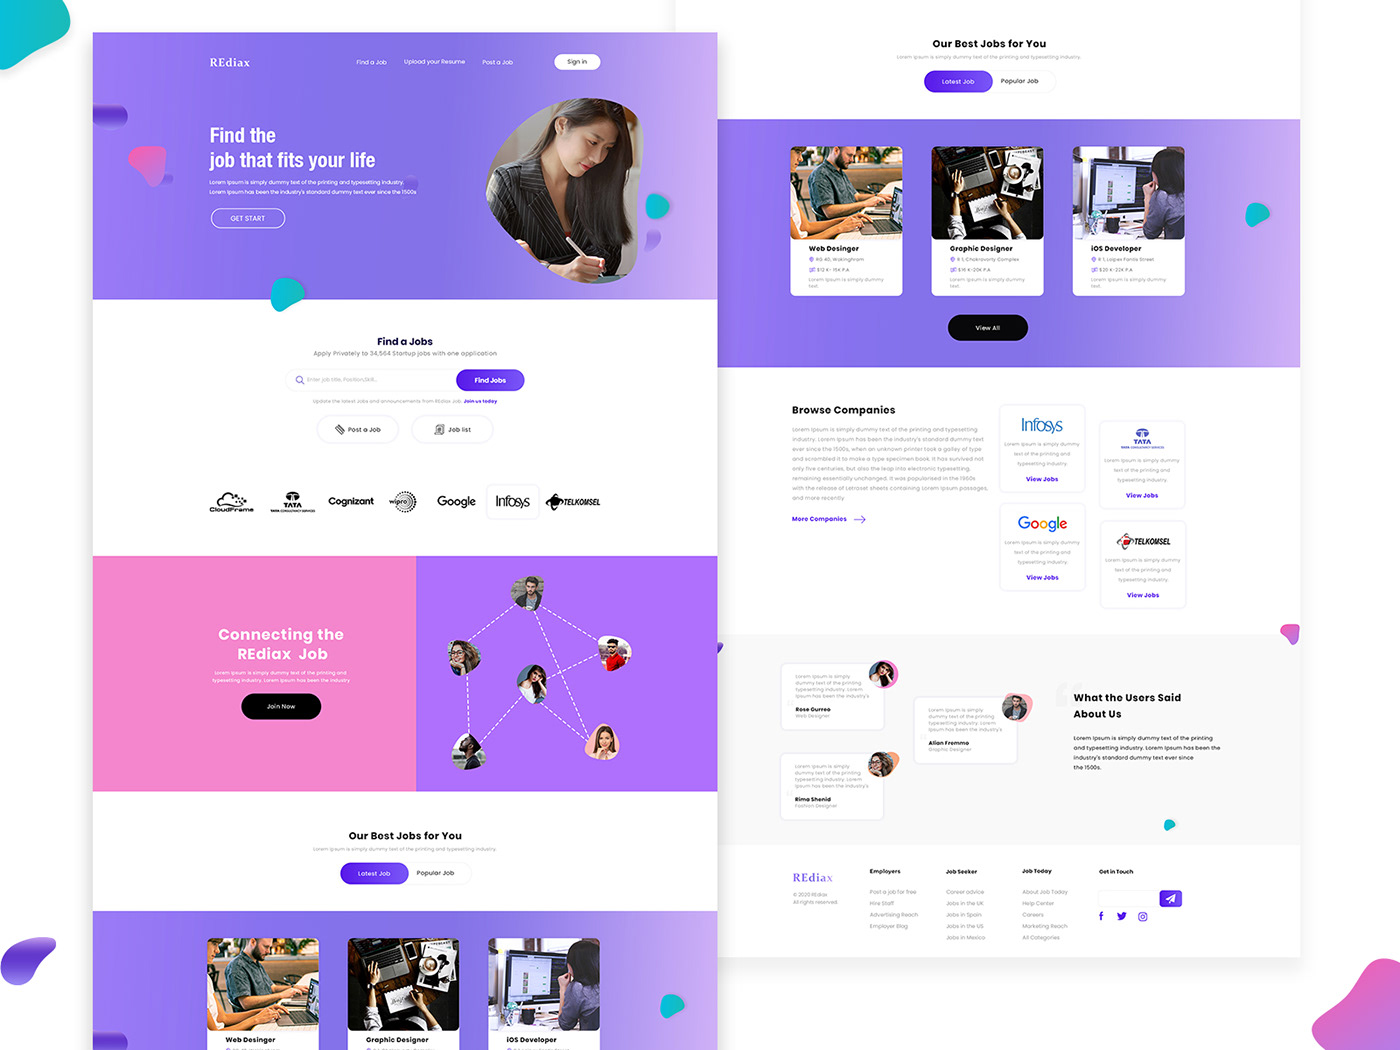 REdiax
Find a Job
Upload your Resume
Post a Job
Sign in
Find the
job that fits your life
Lorem Ipsum is simply dummy text of the printing and typesetting industry.
Lorem Ipsum has been the industry's standard dummy text ever since the 1500s
GET START
Find a Jobs
Apply Privately to 34,564 Startup jobs with one application
Enter job title, Position,Skill...
Find Jobs
Update the latest Jobs and announcements from REdiax Job. Join us today
Post a Job
Job list
CloudFrame
TATA
TATA CONSULTANCY SERVICES
Cognizant
wipro
Google
Infosys
TELKOMSEL
Connecting the
REdiax Job
Lorem Ipsum is simply dummy text of the printing and
typesetting industry. Lorem Ipsum has been the industry
Join Now
Our Best Jobs for You
Lorem Ipsum is simply dummy text of the printing and typesetting industry.
Latest Job
Popular Job
Web Desinger
Graphic Designer
iOS Developer
Our Best Jobs for You
Lorem Ipsum is simply dummy text of the printing and typesetting industry.
Latest Job
Popular Job
Web Desinger
RG 40, Wokinghram
$12 K- 15K P.A
Lorem Ipsum is simply dummy
text.
Graphic Designer
R 1, Chakravarty Complex
$16 K-20K P.A
Lorem Ipsum is simply dummy
text.
iOS Developer
R 1, Loipex Fortis Street
$20 K-22K P.A
Lorem Ipsum is simply dummy
text.
View All
Browse Companies
Lorem Ipsum is simply dummy text of the printing and typesetting
industry. Lorem Ipsum has been the industry's standard dummy text
ever since the 1500s, when an unknown printer took a galley of type
and scrambled it to make a type specimen book. It has survived not
only five centuries, but also the leap into electronic typesetting,
remaining essentially unchanged. It was popularised in the 1960s
with the release of Letraset sheets containing Lorem Ipsum passages,
and more recently
More Companies
Infosys
Lorem Ipsum is simply dummy
text of the printing and
typesetting industry
View Jobs
TATA
TATA CONSULTANCY SERVICES
Lorem Ipsum is simply dummy
text of the printing and
typesetting industry
View Jobs
Google
Lorem Ipsum is simply dummy
text of the printing and
typesetting industry
View Jobs
TELKOMSEL
Lorem Ipsum is simply dummy
text of the printing and
typesetting industry
View Jobs
Lorem Ipsum is simply
dummy text of the printing
typesetting industry. Lorem
Ipsum has been the industry's
Rose Gurreo
Web Designer
Lorem Ipsum is simply
dummy text of the printing
typesetting industry. Lorem
Ipsum has been the industry's
Alian Fremmo
Graphic Designer
Lorem Ipsum is simply
dummy text of the printing
typesetting industry. Lorem
Ipsum has been the industry's
Rima Shenid
Fashion Designer
What the Users Said
About Us
Lorem Ipsum is simply dummy text of the printing
and typesetting industry. Lorem Ipsum has been the
industry's standard dummy text ever since
the 1500s.
REdiax
© 2020 REdiax
All rights reserved.
Employers
Post a job for free
Hire Staff
Advertising Reach
Employer Blog
Job Seeker
Career advice
Jobs in the UK
Jobs in Spain
Jobs in the US
Jobs in Mexico
Job Today
About Job Today
Help Center
Careers
Marketing Reach
All Categories
Get in Touch